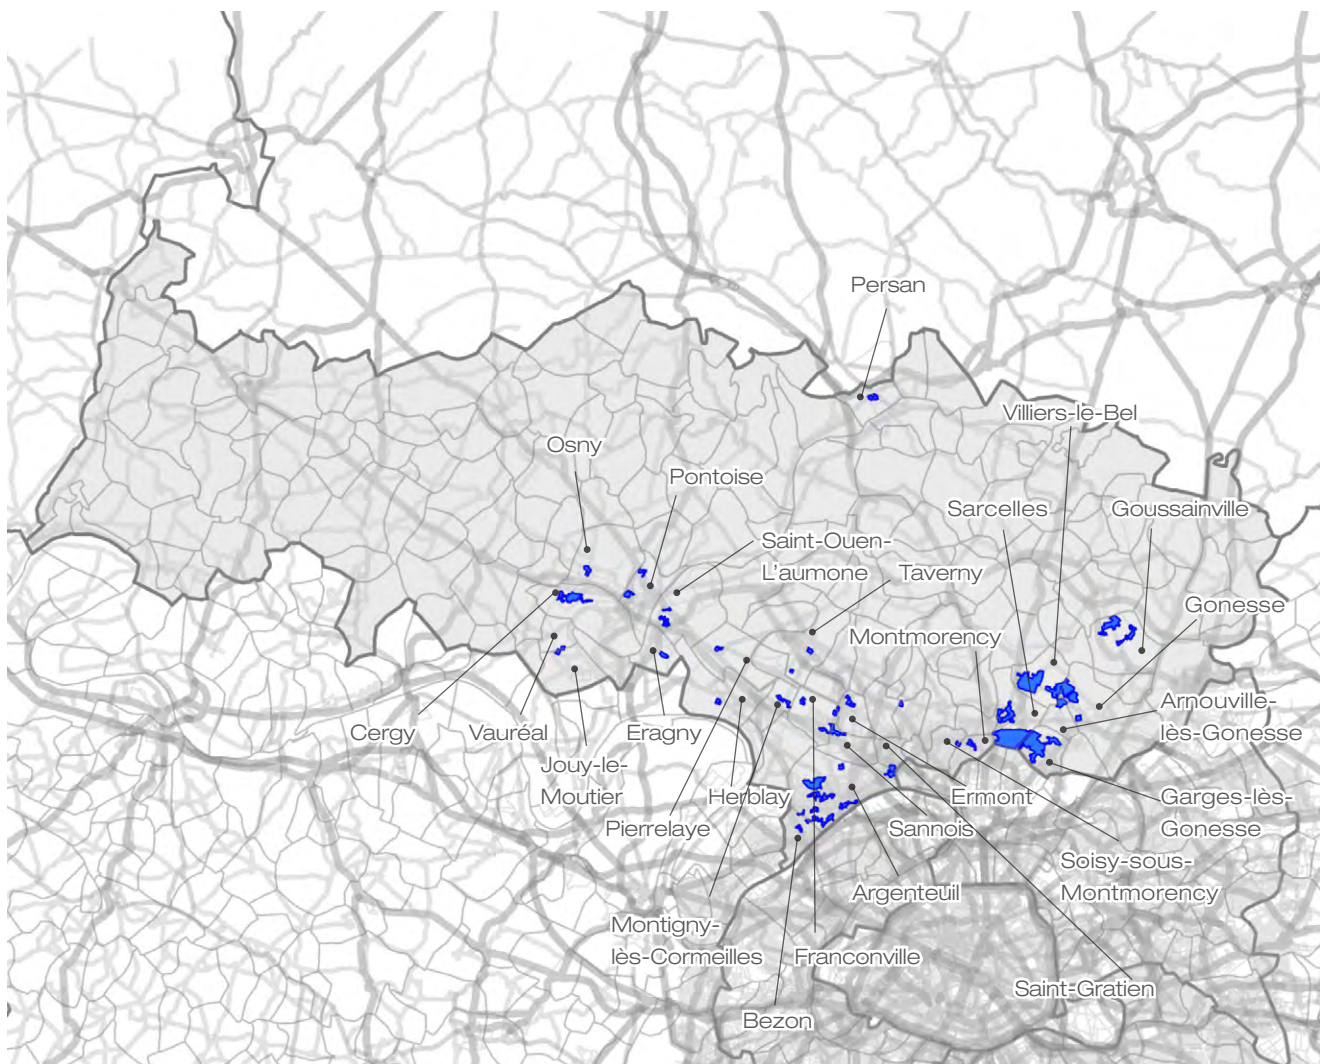 Persan
Villiers-le-Bel
Osny
Pontoise
Sarcelles
Goussainville
Saint-Ouen-
L'aumone
Taverny
Gonesse
Montmorency
Arnouville-
lès-Gonesse
Cergy
Vauréal
Eragny
Jouy-le-
Moutier
Herblay
Ermont
Garges-lès-
Gonesse
Pierrelaye
Sannois
Soisy-sous-
Montmorency
Argenteuil
Montigny-
lès-Cormeilles
Franconville
Saint-Gratien
Bezon